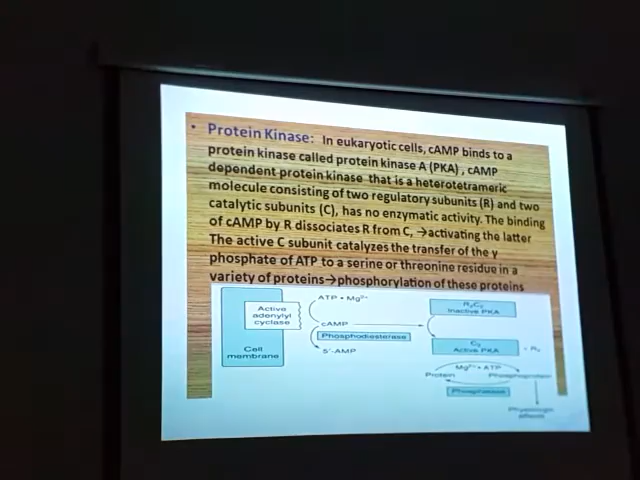 • Protein Kinase: In eukaryotic cells, cAMP binds to a
protein kinase called protein kinase A (PKA) , cAMP
dependent protein kinase that is a heterotetrameric
molecule consisting of two regulatory subunits (R) and two
catalytic subunits (C), has no enzymatic activity. The binding
of cAMP by R dissociates R from C, →activating the latter
The active C subunit catalyzes the transfer of the γ
phosphate of ATP to a serine or threonine residue in a
variety of proteins→phosphorylation of these proteins
Active
adenylyl
cyclase
Cell
membrane
ATP • Mg²⁺
cAMP
Phosphodiesterase
5'-AMP
R₂C₂
Inactive PKA
C₂
Active PKA
+ R₂
Mg²⁺ • ATP
Protein
Phosphoprotein
Phosphatase
Physiologic
effects